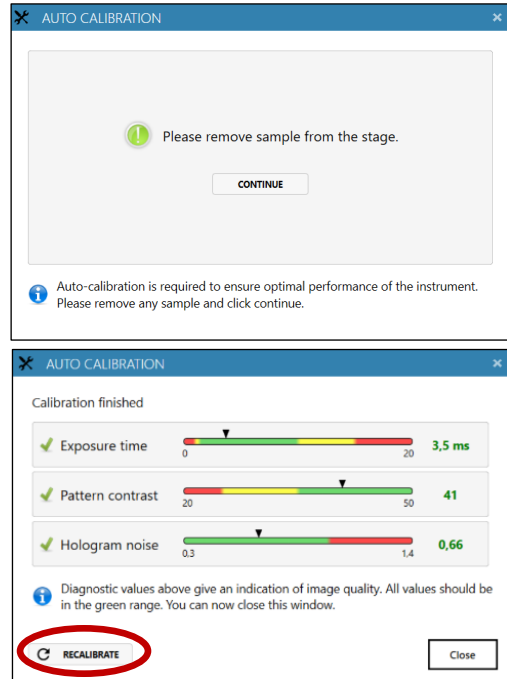 AUTO CALIBRATION
Please remove sample from the stage.
CONTINUE
Auto-calibration is required to ensure optimal performance of the instrument.
Please remove any sample and click continue.
AUTO CALIBRATION
Calibration finished
Exposure time
0
20
3,5 ms
Pattern contrast
20
50
41
Hologram noise
0.3
1.4
0,66
Diagnostic values above give an indication of image quality. All values should be
in the green range. You can now close this window.
RECALIBRATE
Close